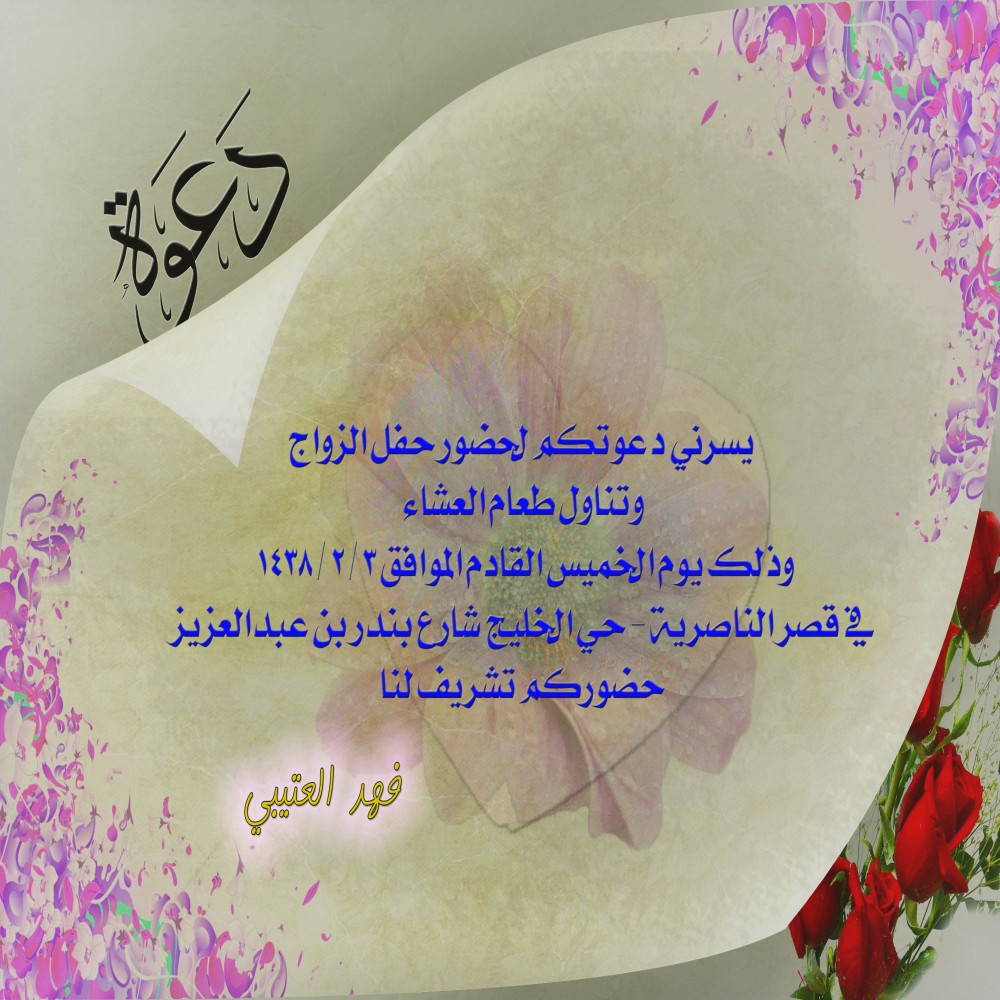 دَعوَة
يسرني دعوتكم لحضور حفل الزواج
وتناول طعام العشاء
وذلك يوم الخميس القادم الموافق ٣ / ٢ / ١٤٣٨
في قصر الناصرية - حي الخليج شارع بندر بن عبدالعزيز
حضوركم تشريف لنا
فهد العتيبي